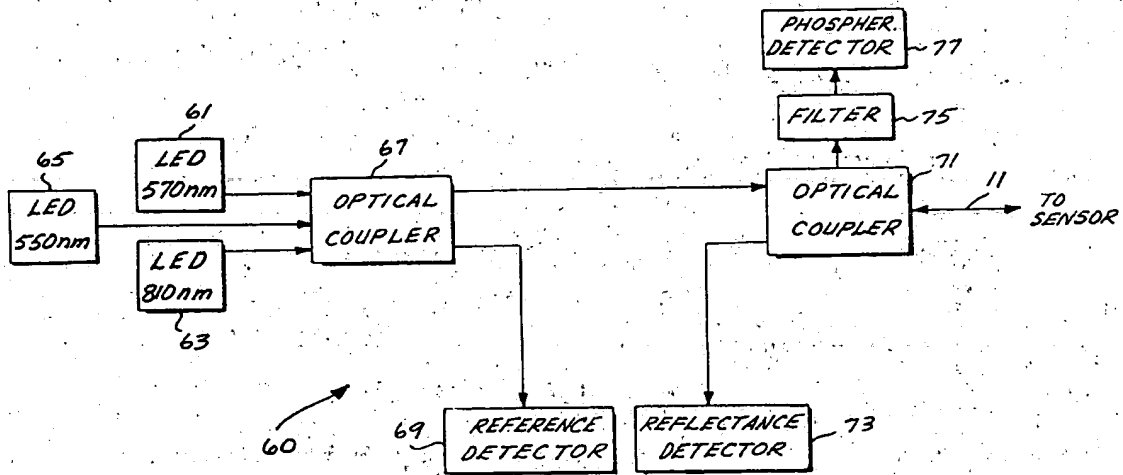 PHOSPHER.
DETECTOR
77
FILTER
75
61
LED
570nm
65
LED
550nm
67
OPTICAL
COUPLER
71
OPTICAL
COUPLER
11
TO
SENSOR
LED
810nm
63
60
69
REFERENCE
DETECTOR
REFLECTANCE
DETECTOR
73